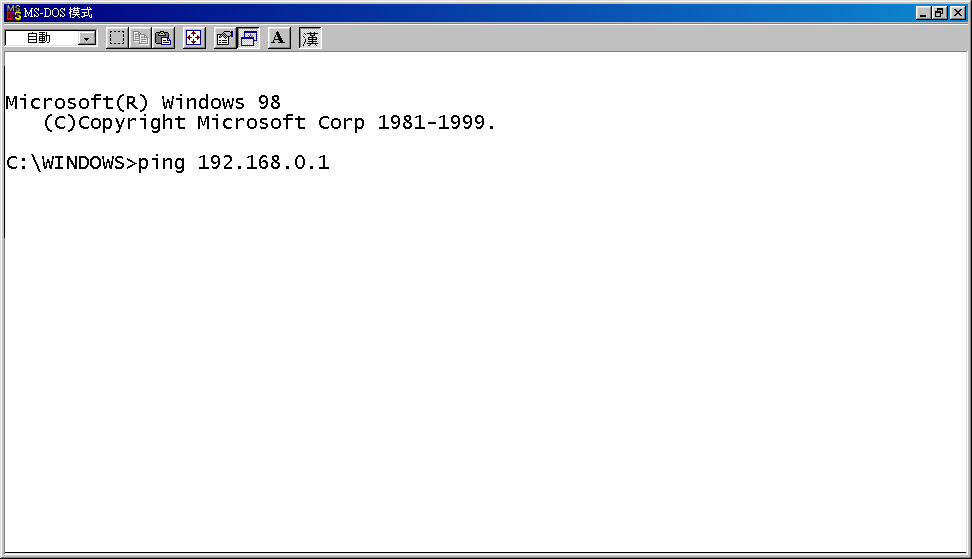 MS-DOS 模式
自動
A 漢
Microsoft(R) Windows 98
(C)Copyright Microsoft Corp 1981-1999.
C:\WINDOWS>ping 192.168.0.1